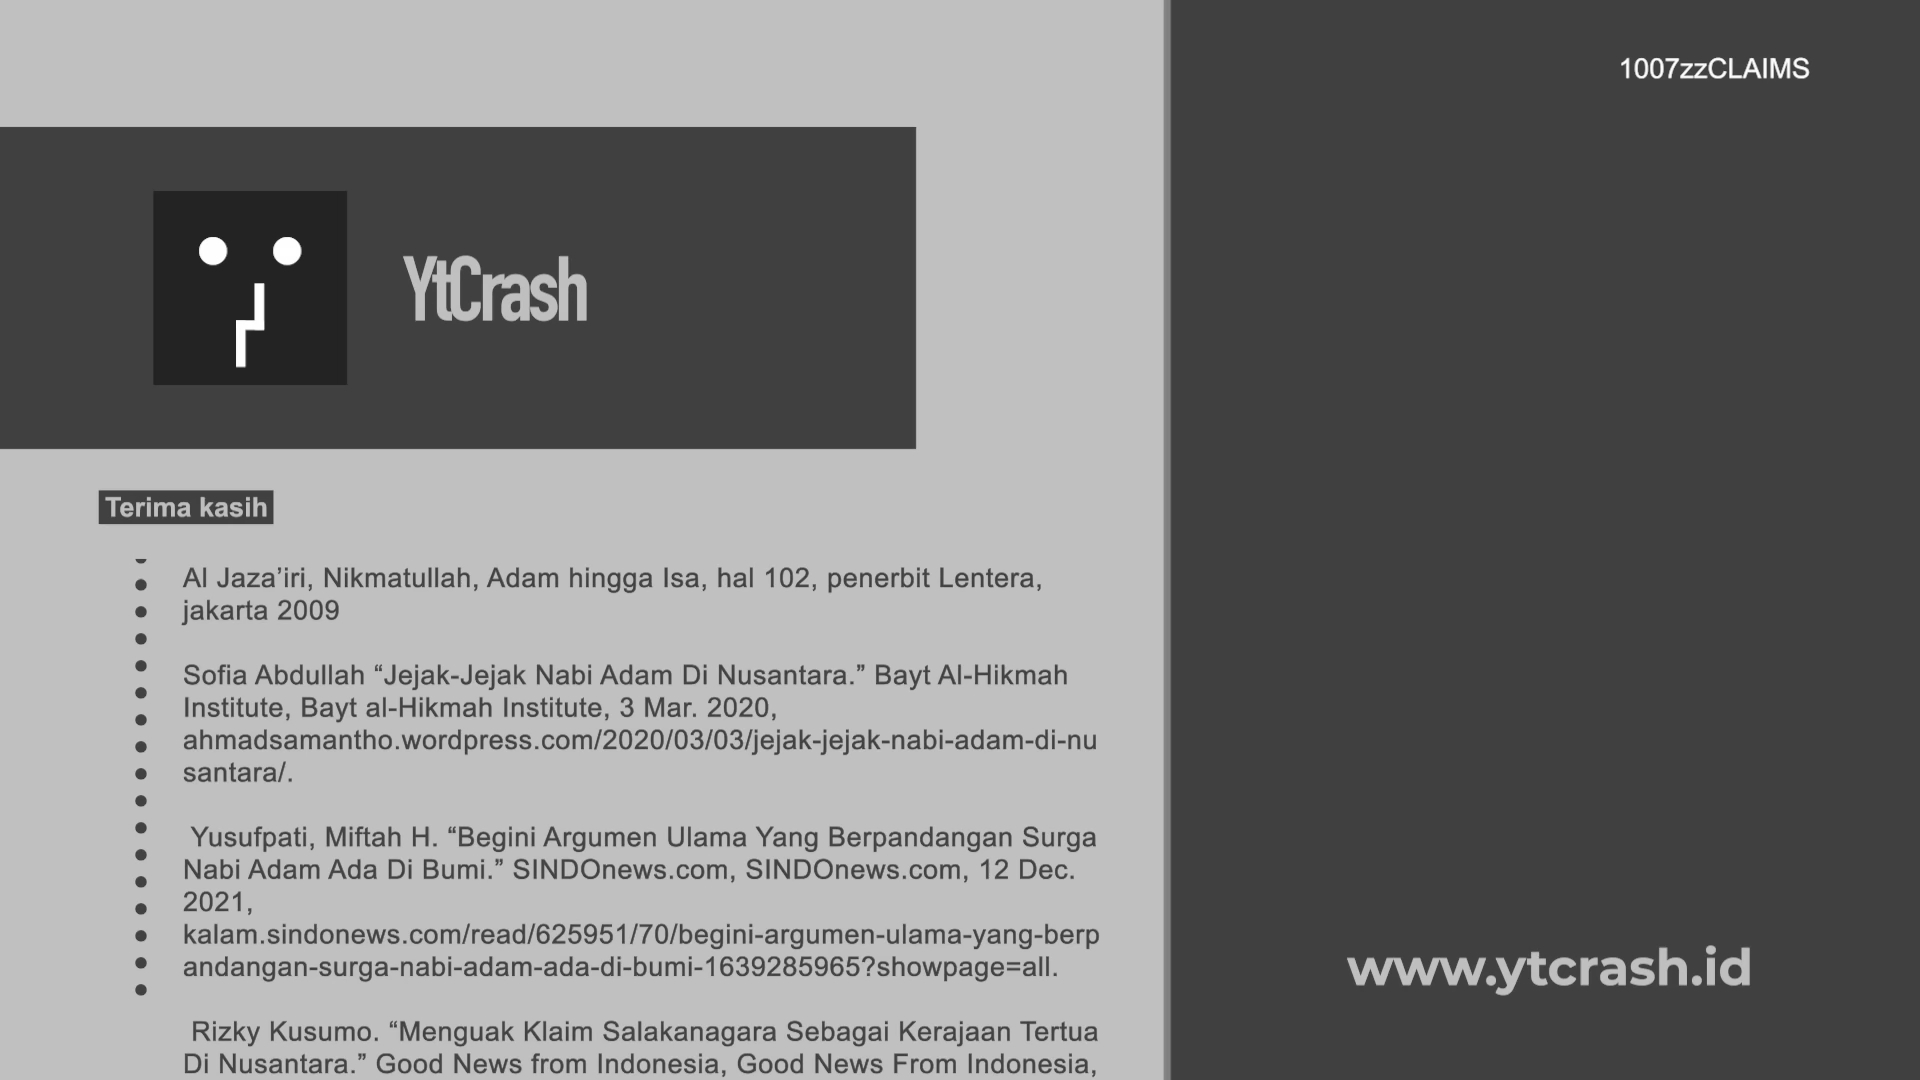 1007zzCLAIMS
YtCrash
Terima kasih
Al Jaza’iri, Nikmatullah, Adam hingga Isa, hal 102, penerbit Lentera,
jakarta 2009
Sofia Abdullah “Jejak-Jejak Nabi Adam Di Nusantara.” Bayt Al-Hikmah
Institute, Bayt al-Hikmah Institute, 3 Mar. 2020,
ahmadsamantho.wordpress.com/2020/03/03/jejak-jejak-nabi-adam-di-nu
santara/.
Yusufpati, Miftah H. “Begini Argumen Ulama Yang Berpandangan Surga
Nabi Adam Ada Di Bumi.” SINDOnews.com, SINDOnews.com, 12 Dec.
2021,
kalam.sindonews.com/read/625951/70/begini-argumen-ulama-yang-berp
andangan-surga-nabi-adam-ada-di-bumi-1639285965?showpage=all.
Rizky Kusumo. “Menguak Klaim Salakanagara Sebagai Kerajaan Tertua
Di Nusantara.” Good News from Indonesia, Good News From Indonesia,
www.ytcrash.id